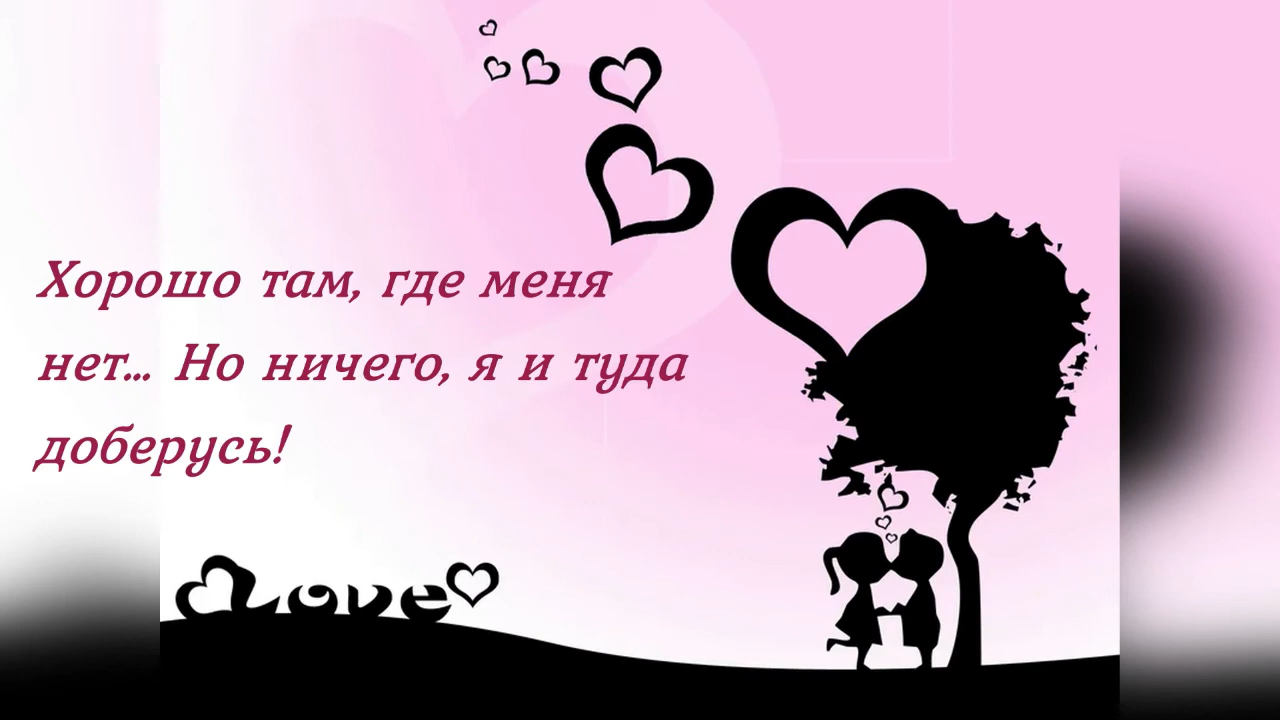 Хорошо там, где меня
нет... Но ничего, я и туда
доберусь!
Love